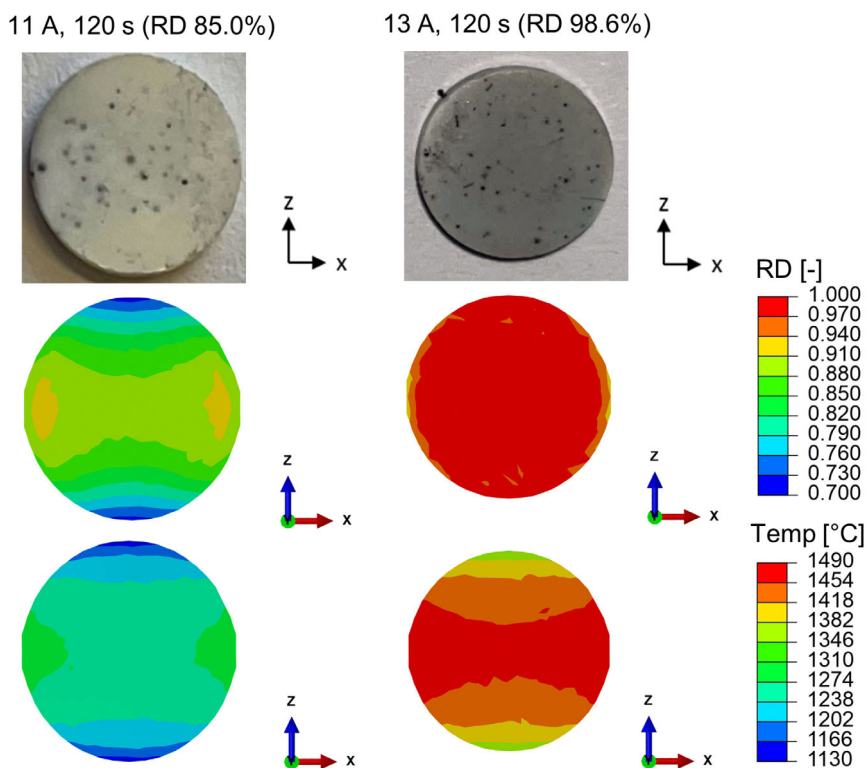 11 A, 120 s (RD 85.0%)
13 A, 120 s (RD 98.6%)
z
x
z
x
RD [-]
1.000
0.970
0.940
0.910
0.880
0.850
0.820
0.790
0.760
0.730
0.700
z
x
z
x
Temp [°C]
1490
1454
1418
1382
1346
1310
1274
1238
1202
1166
1130
z
x
z
x